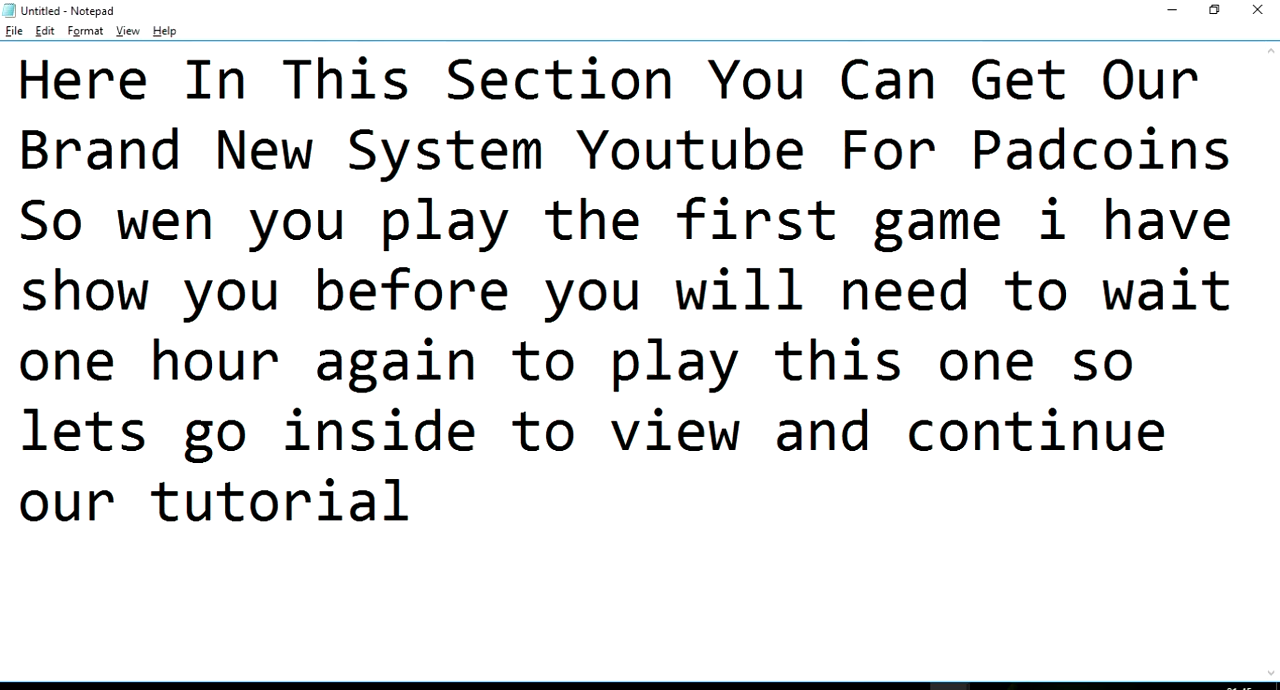 Untitled - Notepad
File Edit Format View Help
Here In This Section You Can Get Our
Brand New System Youtube For Padcoins
So wen you play the first game i have
show you before you will need to wait
one hour again to play this one so
lets go inside to view and continue
our tutorial